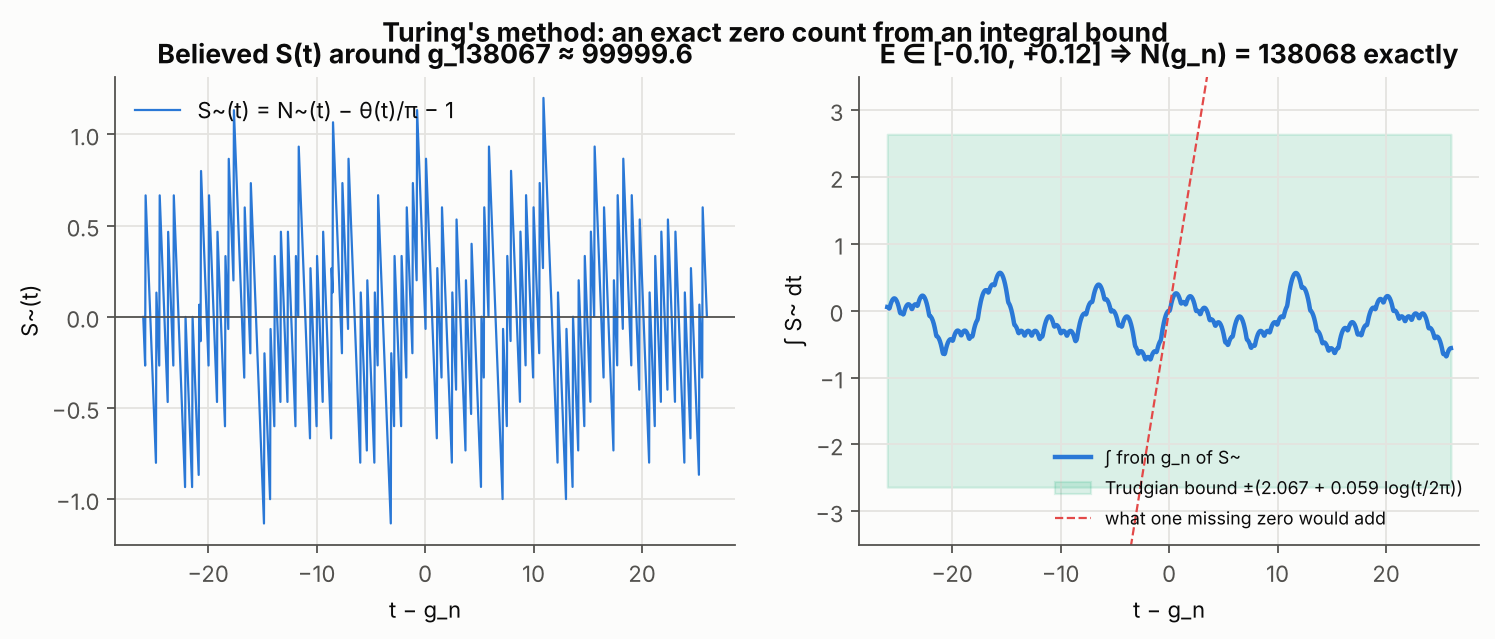 Turing's method: an exact zero count from an integral bound
Believed S(t) around g_138067 ≈ 99999.6
S~(t) = N~(t) − θ(t)/π − 1
S~(t)
1.0
0.5
0.0
−0.5
−1.0
−20
−10
0
10
20
t − g_n
E ∈ [-0.10, +0.12] ⇒ N(g_n) = 138068 exactly
∫ S~ dt
3
2
1
0
−1
−2
−3
∫ from g_n of S~
Trudgian bound ±(2.067 + 0.059 log(t/2π))
what one missing zero would add
−20
−10
0
10
20
t − g_n